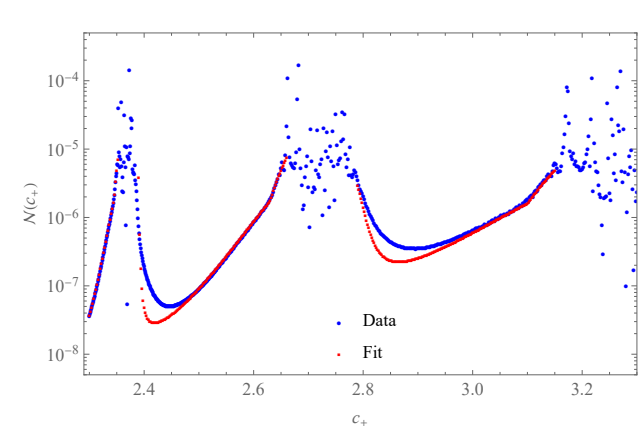 10⁻⁴
10⁻⁵
10⁻⁶
10⁻⁷
10⁻⁸
𝒩(c₊)
Data
Fit
2.4 2.6 2.8 3.0 3.2
c₊